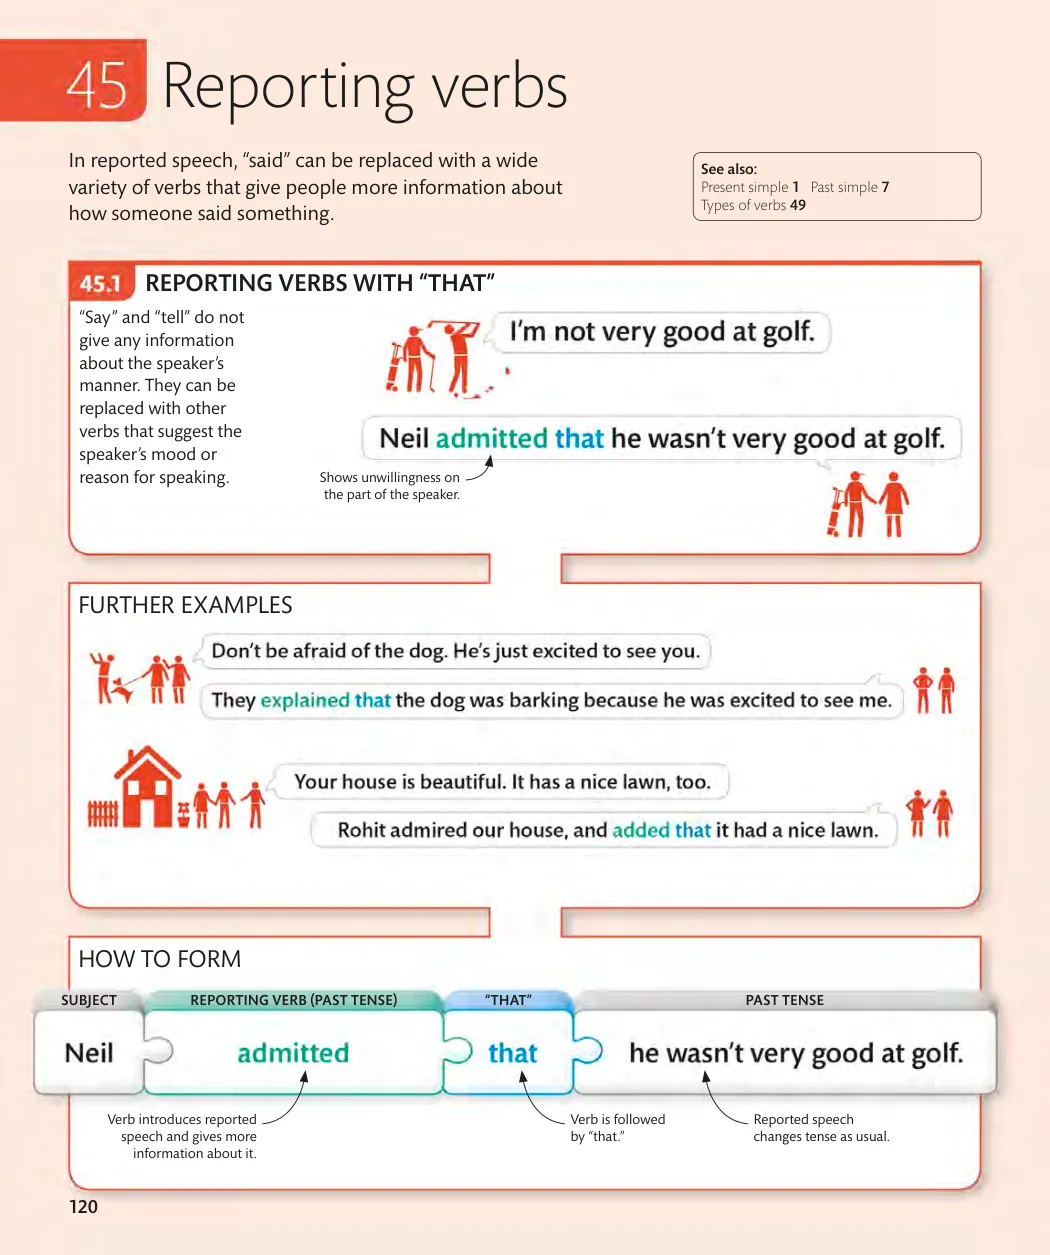 45 Reporting verbs
In reported speech, “said” can be replaced with a wide
variety of verbs that give people more information about
how someone said something.
See also:
Present simple 1 Past simple 7
Types of verbs 49
45.1 REPORTING VERBS WITH “THAT”
“Say” and “tell” do not
give any information
about the speaker’s
manner. They can be
replaced with other
verbs that suggest the
speaker’s mood or
reason for speaking.
I’m not very good at golf.
Neil admitted that he wasn’t very good at golf.
Shows unwillingness on
the part of the speaker.
FURTHER EXAMPLES
Don’t be afraid of the dog. He’s just excited to see you.
They explained that the dog was barking because he was excited to see me.
Your house is beautiful. It has a nice lawn, too.
Rohit admired our house, and added that it had a nice lawn.
HOW TO FORM
SUBJECT REPORTING VERB (PAST TENSE) “THAT” PAST TENSE
Neil admitted that he wasn’t very good at golf.
Verb introduces reported
speech and gives more
information about it.
Verb is followed
by “that.”
Reported speech
changes tense as usual.
120